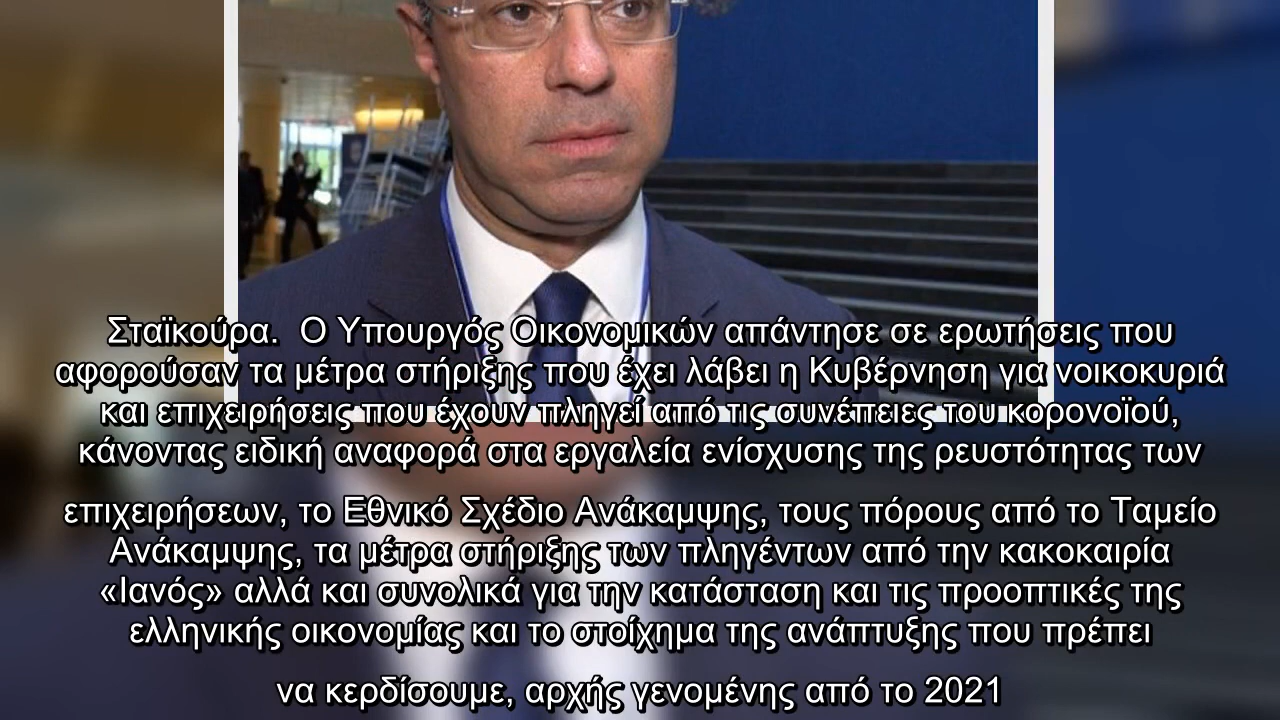 Σταϊκούρα.  Ο Υπουργός Οικονομικών απάντησε σε ερωτήσεις που
αφορούσαν τα μέτρα στήριξης που έχει λάβει η Κυβέρνηση για νοικοκυριά
και επιχειρήσεις που έχουν πληγεί από τις συνέπειες του κορονοϊού,
κάνοντας ειδική αναφορά στα εργαλεία ενίσχυσης της ρευστότητας των
επιχειρήσεων, το Εθνικό Σχέδιο Ανάκαμψης, τους πόρους από το Ταμείο
Ανάκαμψης, τα μέτρα στήριξης των πληγέντων από την κακοκαιρία
«Ιανός» αλλά και συνολικά για την κατάσταση και τις προοπτικές της
ελληνικής οικονομίας και το στοίχημα της ανάπτυξης που πρέπει
να κερδίσουμε, αρχής γενομένης από το 2021